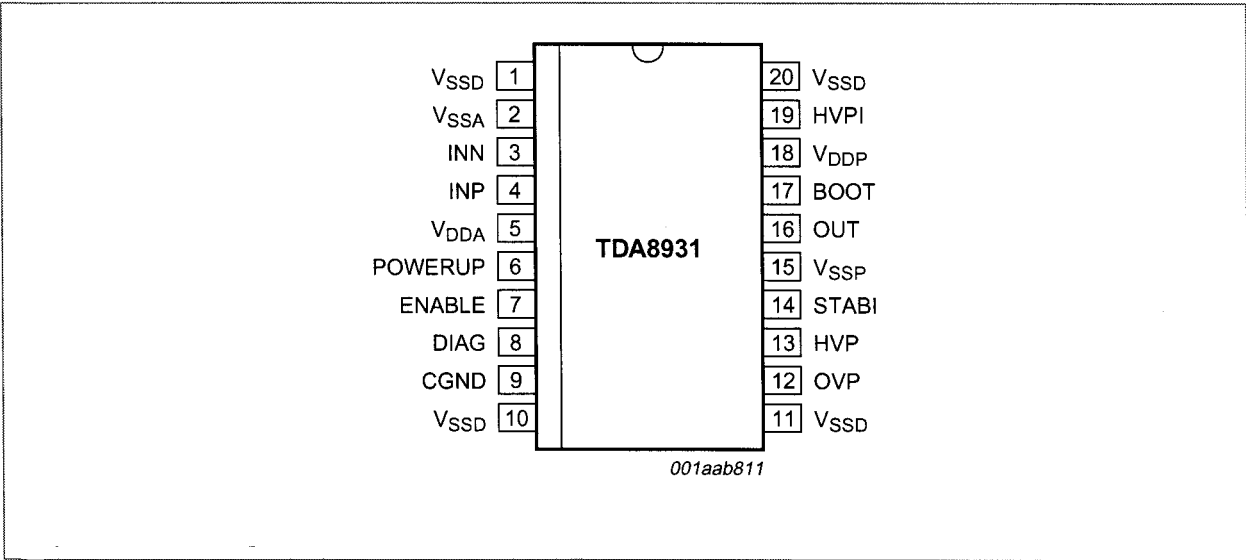 VSSD 1
VSSA 2
INN 3
INP 4
VDDA 5
POWERUP 6
ENABLE 7
DIAG 8
CGND 9
VSSD 10
TDA8931
20 VSSD
19 HVPI
18 VDDP
17 BOOT
16 OUT
15 VSSP
14 STABI
13 HVP
12 OVP
11 VSSD
001aab811